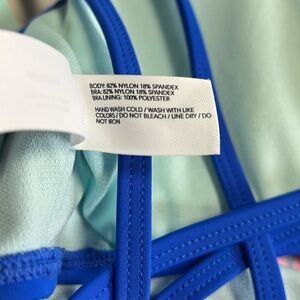 BODY: 82% NYLON 18% SPANDEX
BRA: 82% NYLON 18% SPANDEX
BRA LINING: 100% POLYESTER
HAND WASH COLD / WASH WITH LIKE
COLORS / DO NOT BLEACH / LINE DRY / DO
NOT IRON